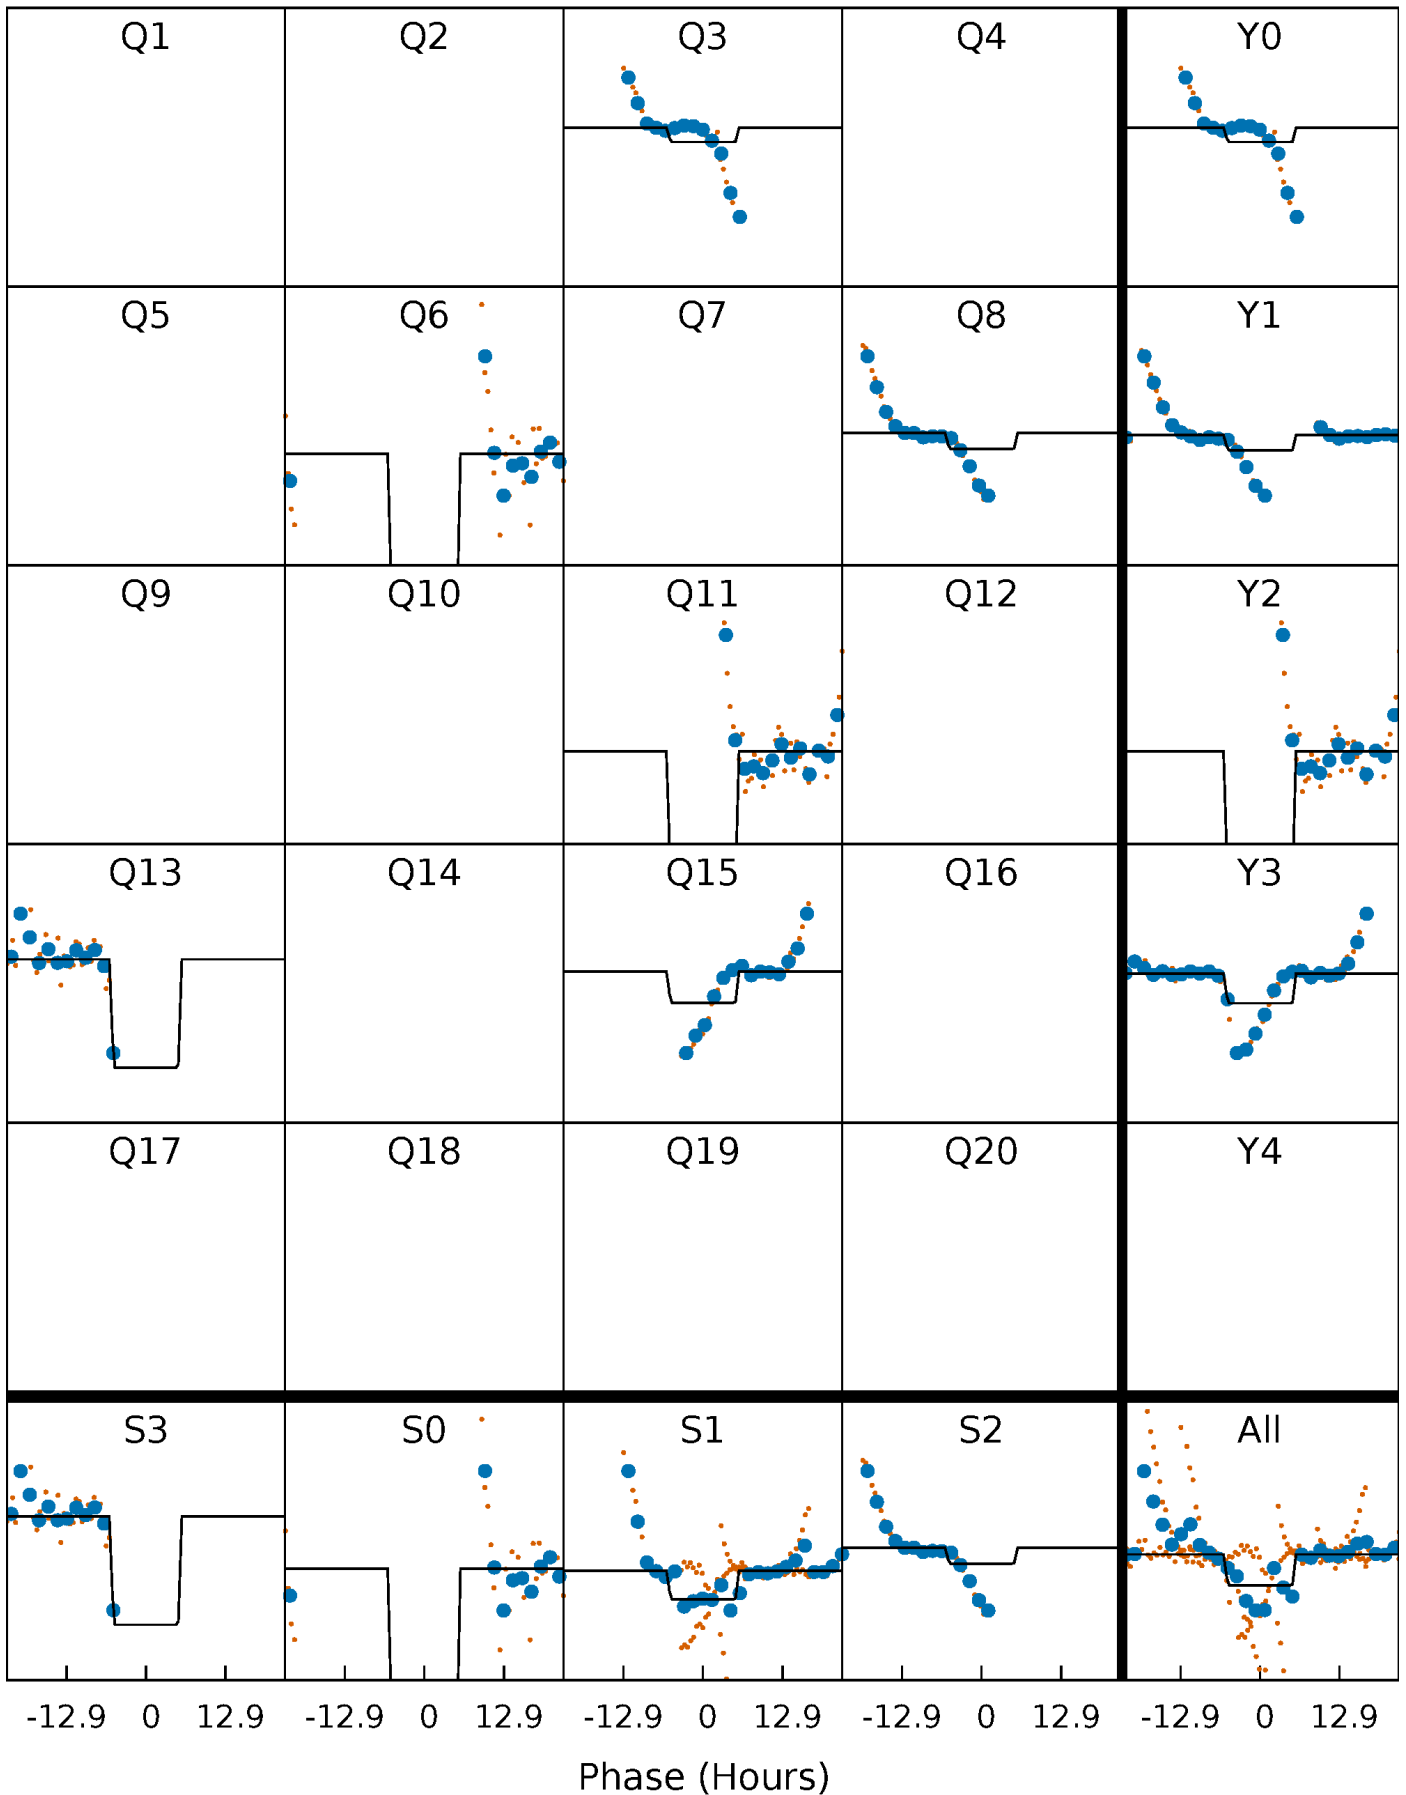 Q1 Q2 Q3 Q4 Y0
Q5 Q6 Q7 Q8 Y1
Q9 Q10 Q11 Q12 Y2
Q13 Q14 Q15 Q16 Y3
Q17 Q18 Q19 Q20 Y4
S3 S0 S1 S2 All
-12.9 0 12.9 -12.9 0 12.9 -12.9 0 12.9 -12.9 0 12.9 -12.9 0 12.9
Phase (Hours)